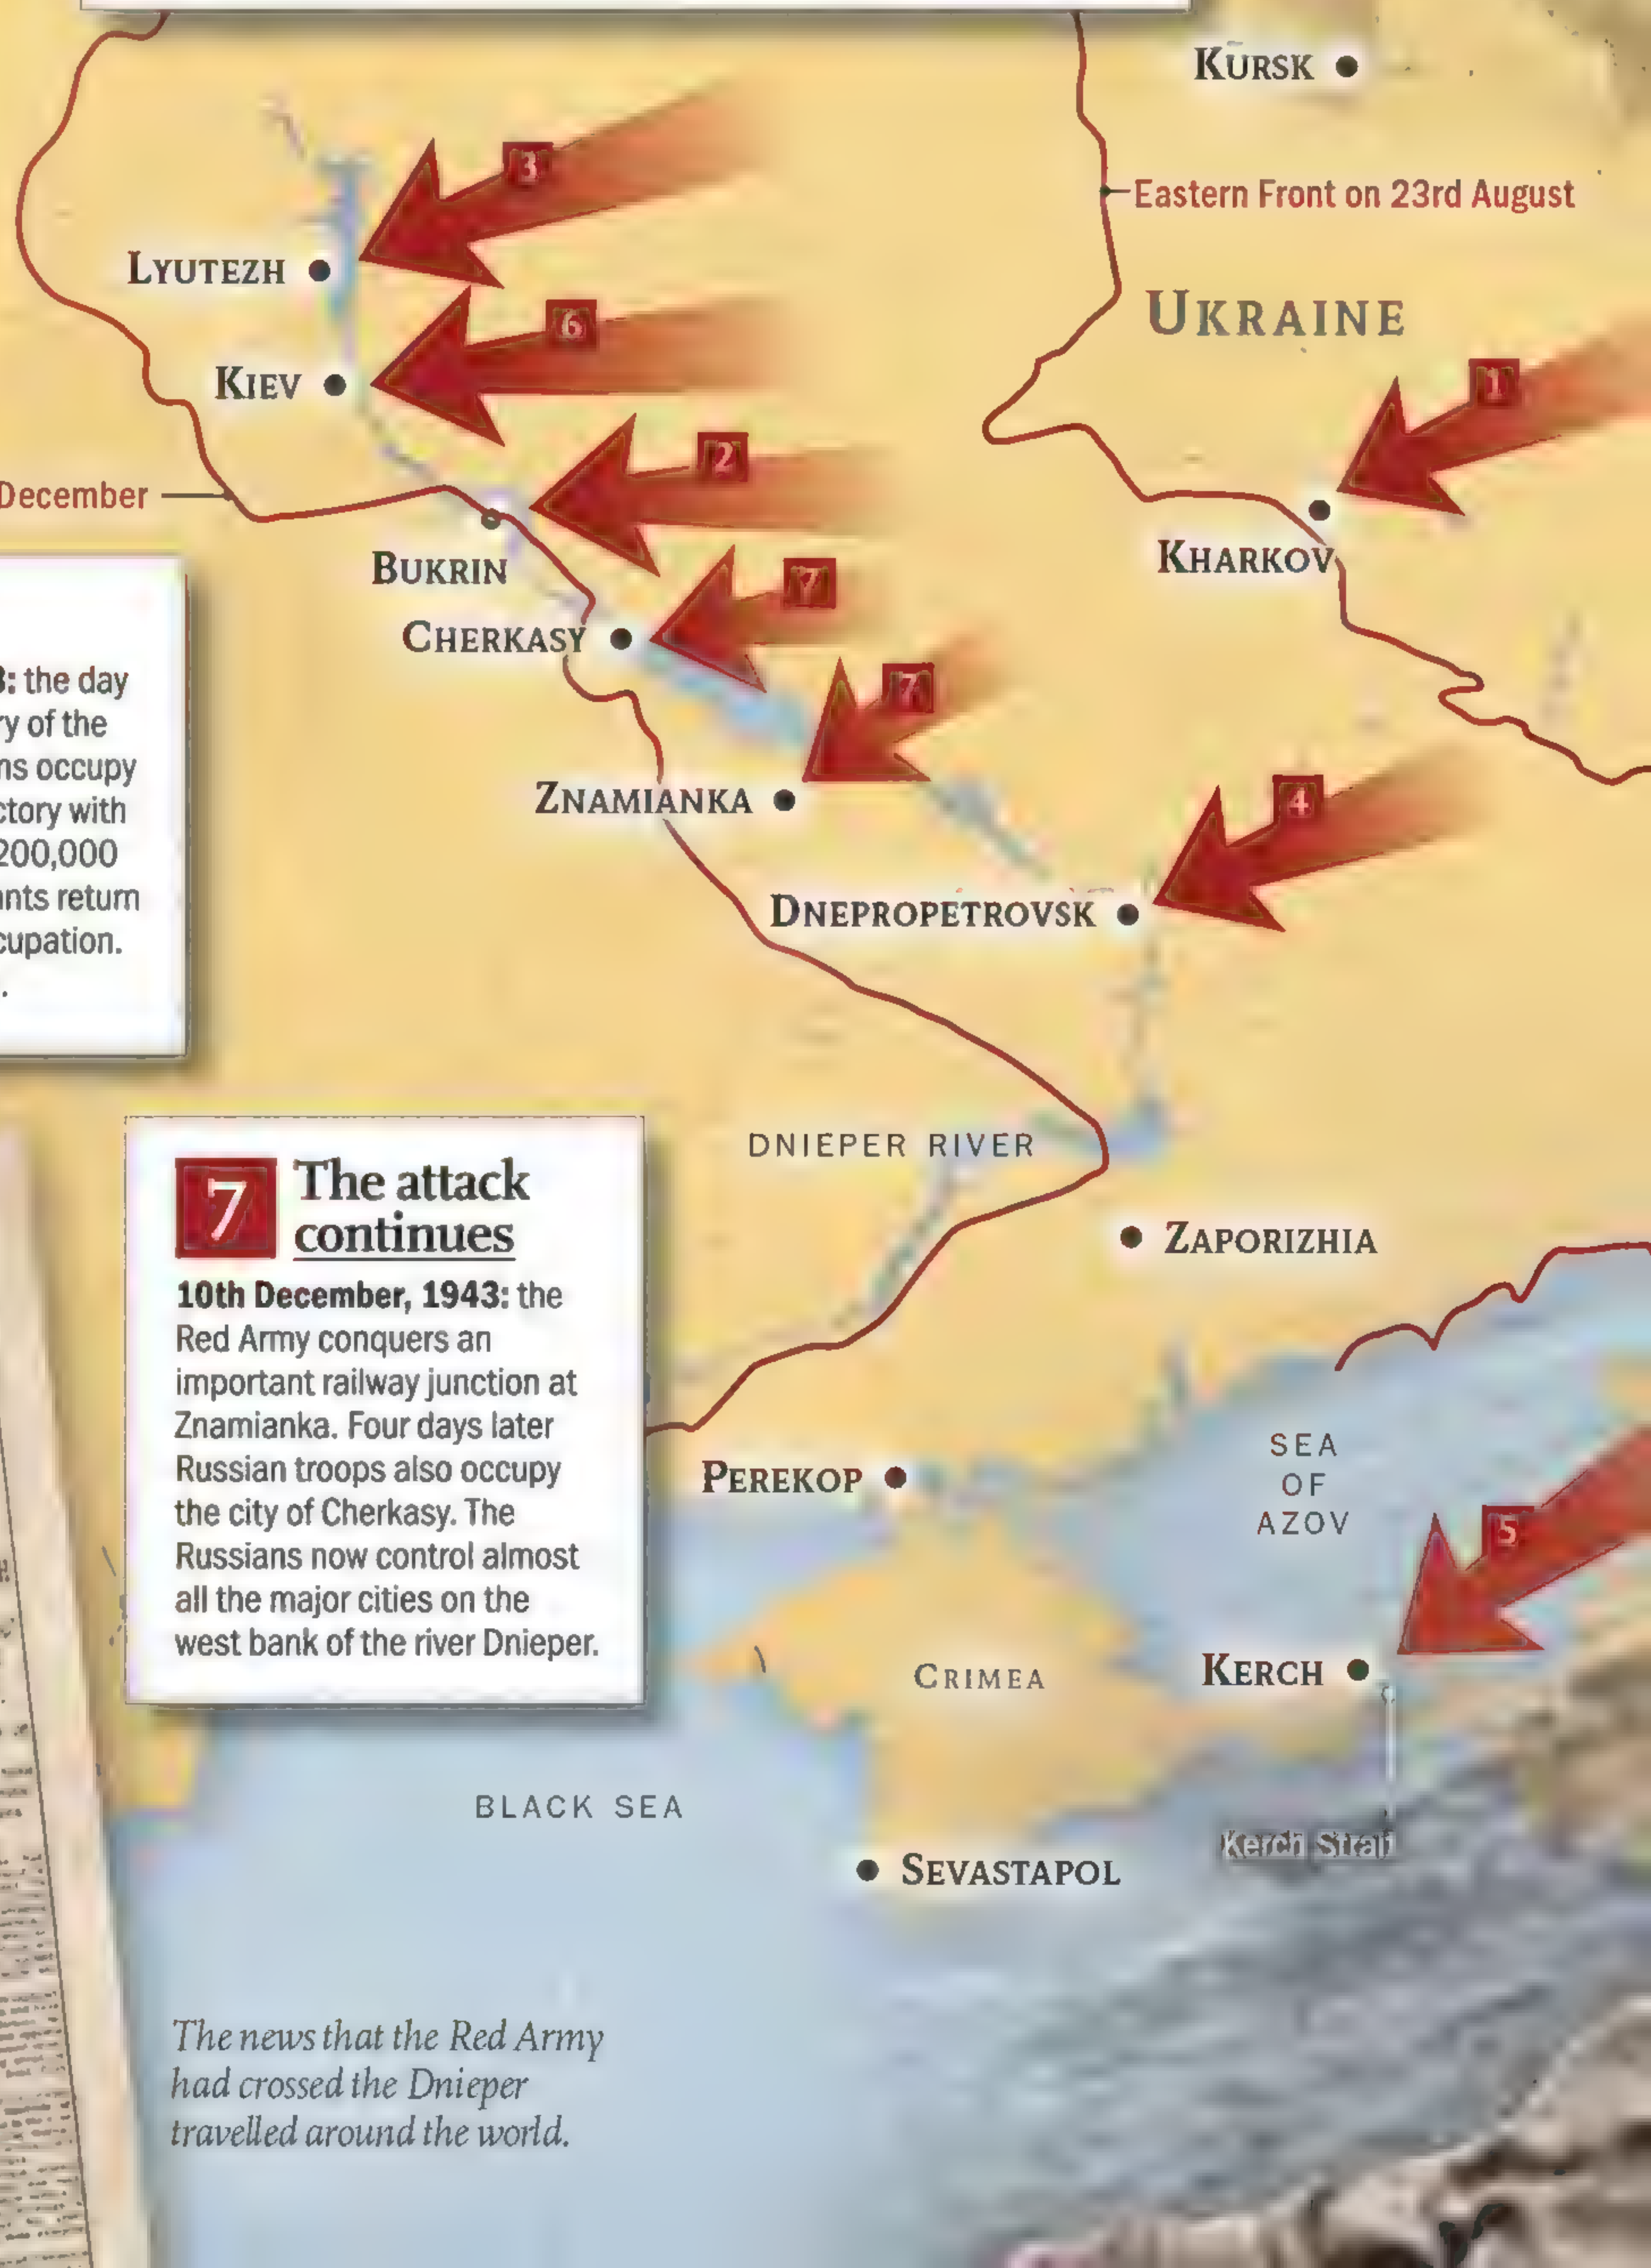 KURSK
3
Eastern Front on 23rd August
LYUTEZH
UKRAINE
6
KIEV
1
2
December
BUKRIN
KHARKOV
7
CHERKASY
7
: the day
ry of the
ns occupy
ctory with
200,000
ants return
cupation.
.
ZNAMIANKA
4
DNEPROPETROVSK
DNIEPER RIVER
7 The attack
continues
10th December, 1943: the
Red Army conquers an
important railway junction at
Znamianka. Four days later
Russian troops also occupy
the city of Cherkasy. The
Russians now control almost
all the major cities on the
west bank of the river Dnieper.
ZAPORIZHIA
PEREKOP
SEA
OF
AZOV
5
CRIMEA
KERCH
BLACK SEA
Kerch Strait
SEVASTAPOL
The news that the Red Army
had crossed the Dnieper
travelled around the world.